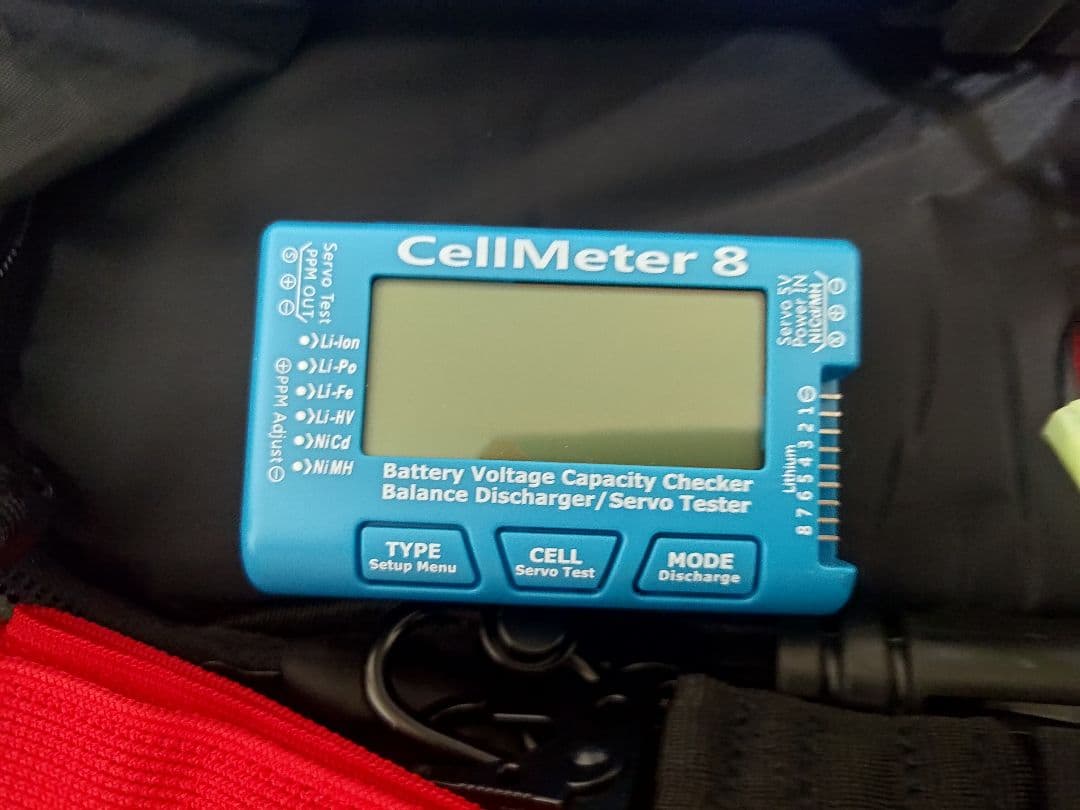 CellMeter 8
Servo Test
PPM OUT
S + -
Li-Ion
Li-Po
Li-Fe
Li-HV
NiCd
NiMH
+ PPM Adjust -
Servo 5V
Power IN
NiCd/MH
- + X
Lithium
8 7 6 5 4 3 2 1 -
Battery Voltage Capacity Checker
Balance Discharger/Servo Tester
TYPE
Setup Menu
CELL
Servo Test
MODE
Discharge